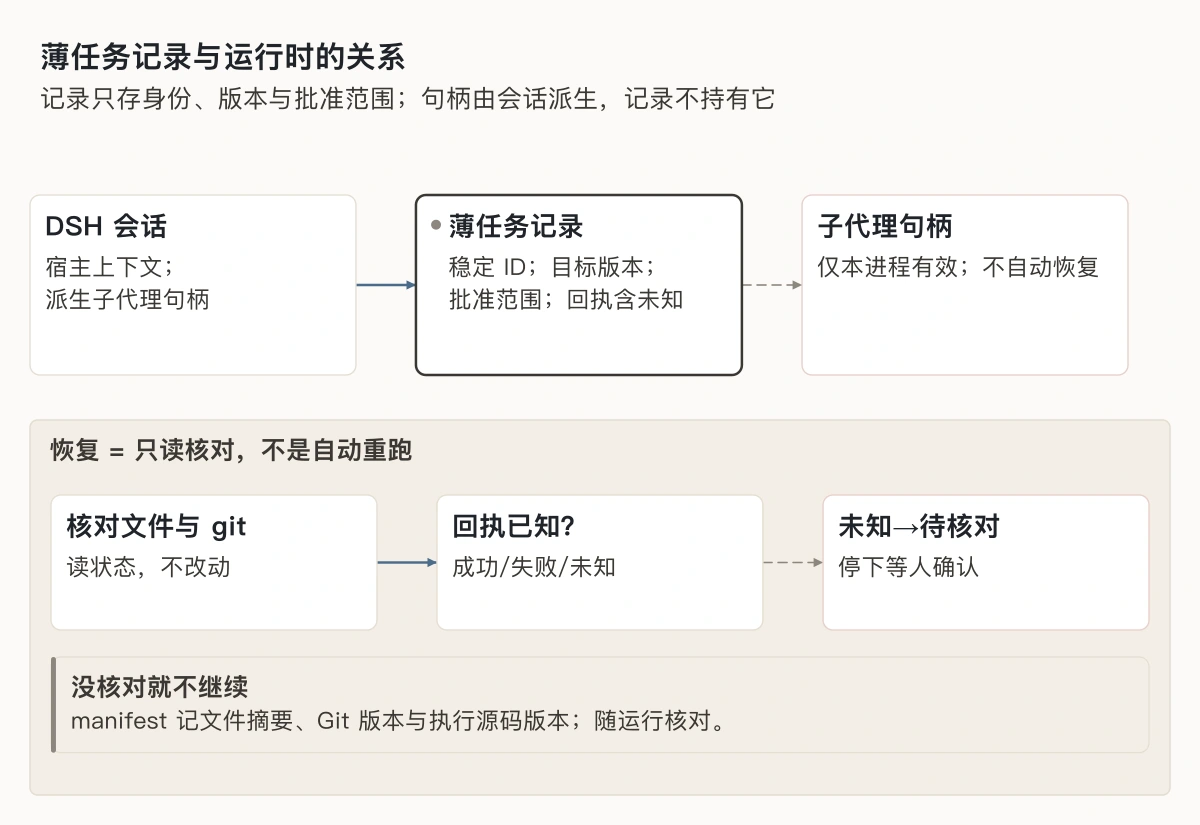 薄任务记录与运行时的关系
记录只存身份、版本与批准范围；句柄由会话派生，记录不持有它
DSH 会话
宿主上下文；
派生子代理句柄
薄任务记录
稳定 ID；目标版本；
批准范围；回执含未知
子代理句柄
仅本进程有效；不自动恢复
恢复 = 只读核对，不是自动重跑
核对文件与 git
读状态，不改动
回执已知?
成功/失败/未知
未知→待核对
停下等人确认
没核对就不继续
manifest 记文件摘要、Git 版本与执行源码版本；随运行核对。